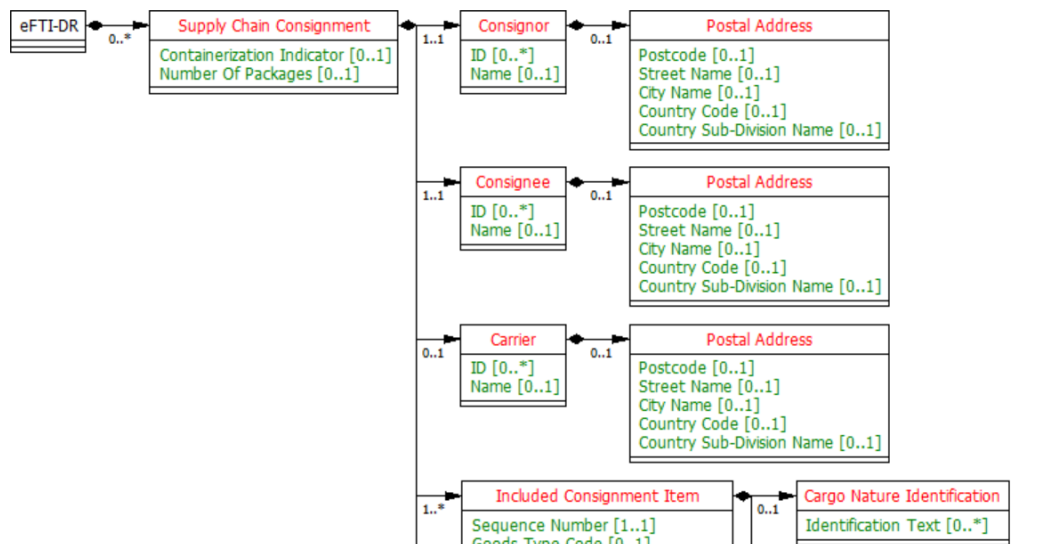 eFTI-DR
0..*
Supply Chain Consignment
Containerization Indicator [0..1]
Number Of Packages [0..1]
1..1
Consignor
ID [0..*]
Name [0..1]
0..1
Postal Address
Postcode [0..1]
Street Name [0..1]
City Name [0..1]
Country Code [0..1]
Country Sub-Division Name [0..1]
1..1
Consignee
ID [0..*]
Name [0..1]
0..1
Postal Address
Postcode [0..1]
Street Name [0..1]
City Name [0..1]
Country Code [0..1]
Country Sub-Division Name [0..1]
0..1
Carrier
ID [0..*]
Name [0..1]
0..1
Postal Address
Postcode [0..1]
Street Name [0..1]
City Name [0..1]
Country Code [0..1]
Country Sub-Division Name [0..1]
1..*
Included Consignment Item
Sequence Number [1..1]
Goods Type Code [0..1]
0..1
Cargo Nature Identification
Identification Text [0..*]